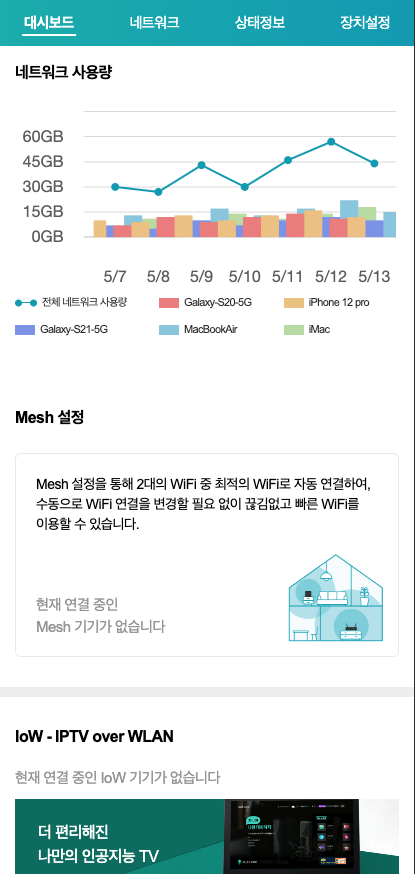 대시보드 네트워크 상태정보 장치설정
네트워크 사용량
60GB
45GB
30GB
15GB
0GB
5/7 5/8 5/9 5/10 5/11 5/12 5/13
전체 네트워크 사용량 Galaxy-S20-5G iPhone 12 pro
Galaxy-S21-5G MacBookAir iMac
Mesh 설정
Mesh 설정을 통해 2대의 WiFi 중 최적의 WiFi로 자동 연결하여,
수동으로 WiFi 연결을 변경할 필요 없이 끊김없고 빠른 WiFi를
이용할 수 있습니다.
현재 연결 중인
Mesh 기기가 없습니다
IoW - IPTV over WLAN
현재 연결 중인 IoW 기기가 없습니다
더 편리해진
나만의 인공지능 TV